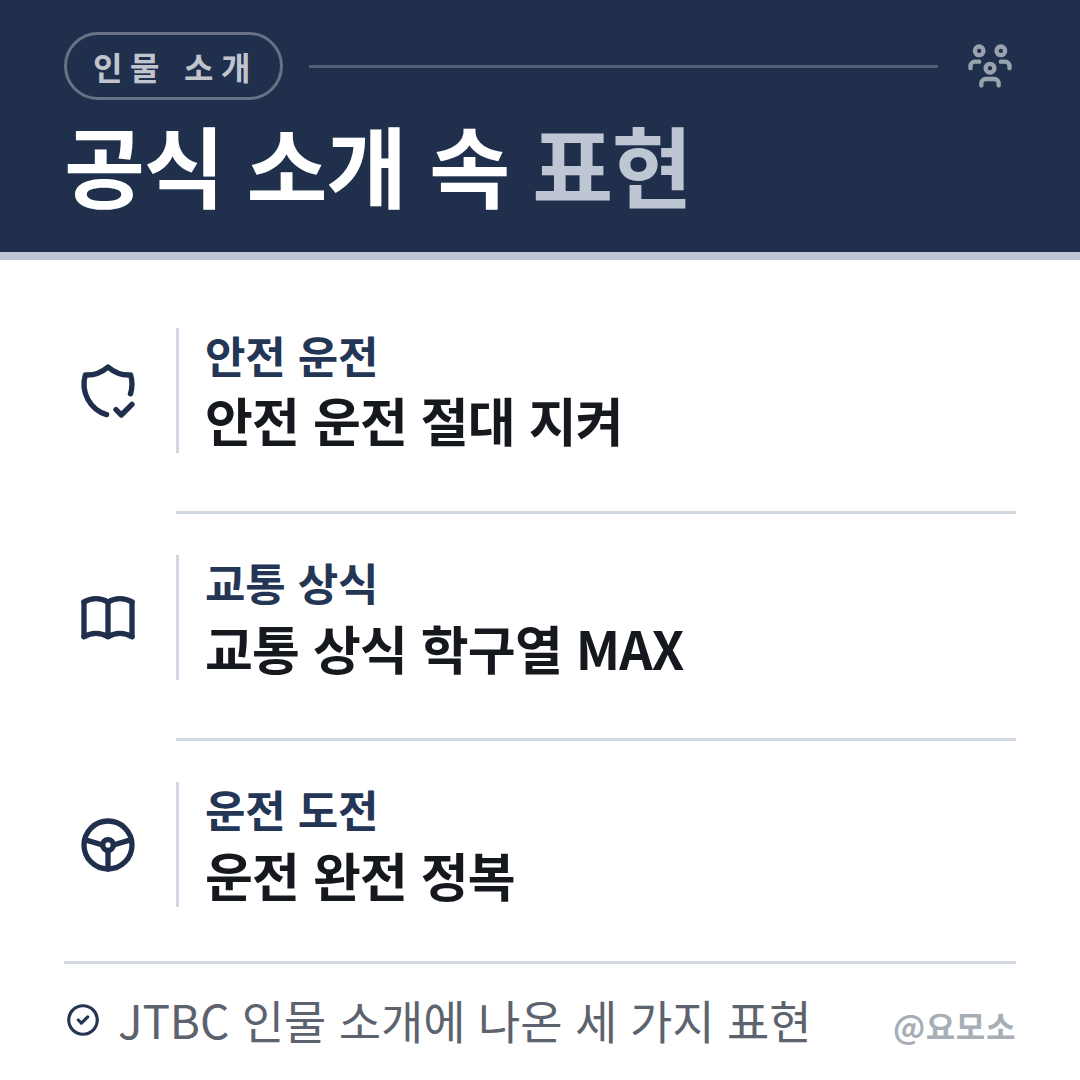 인물 소개
공식 소개 속 표현
안전 운전
안전 운전 절대 지켜
교통 상식
교통 상식 학구열 MAX
운전 도전
운전 완전 정복
JTBC 인물 소개에 나온 세 가지 표현
@요모소